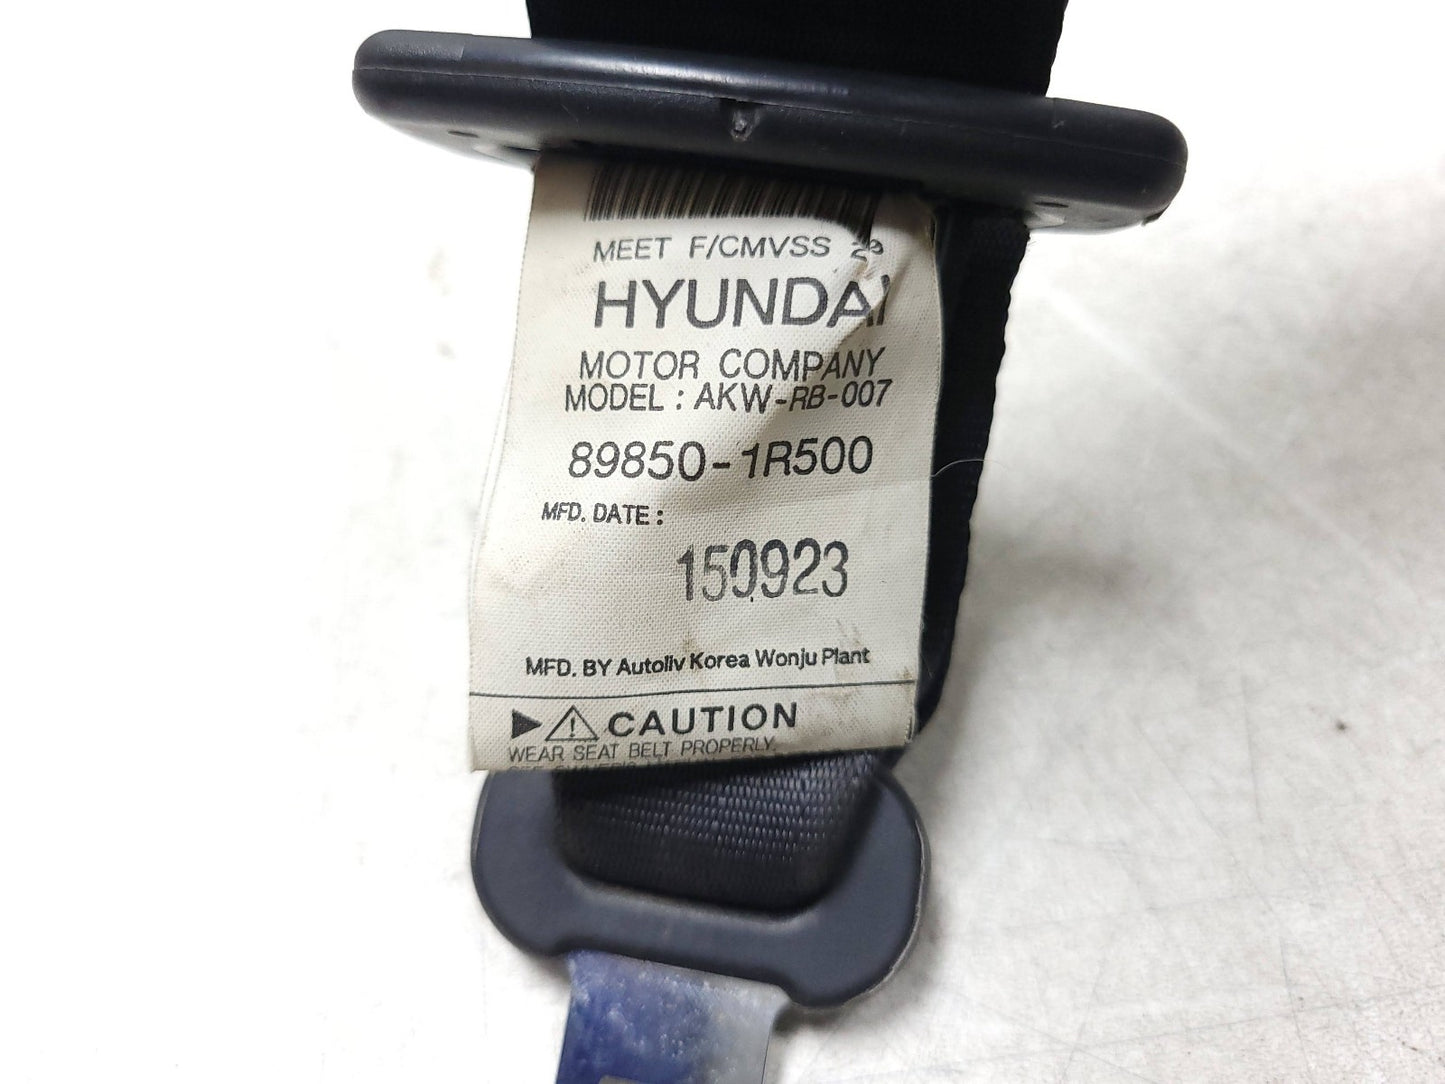 MEET F/CMVSS 209
HYUNDAI
MOTOR COMPANY
MODEL : AKW-RB-007
89850-1R500
MFD. DATE :
150923
MFD. BY Autoliv Korea Wonju Plant
CAUTION
WEAR SEAT BELT PROPERLY.